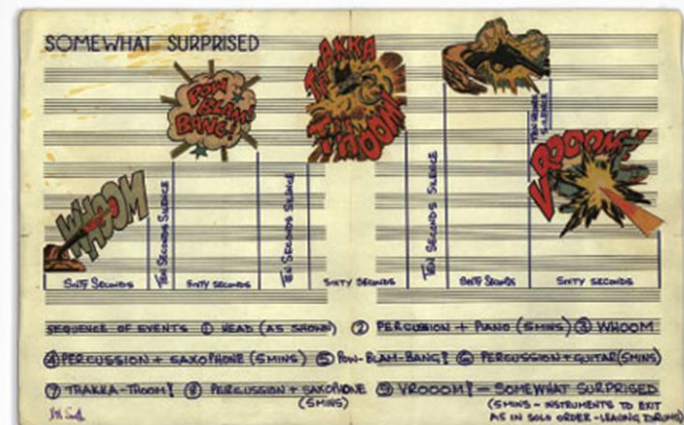 SOMEWHAT SURPRISED
WHOOM
POW-
BLAM-
BANG!
THAKKA
THOOM!
VROOOM!
TEN SECONDS SILENCE
TEN SECONDS SILENCE
TEN SECONDS SILENCE
TEN SECONDS SILENCE
SIXTY SECONDS
SIXTY SECONDS
SIXTY SECONDS
SIXTY SECONDS
SIXTY SECONDS
SEQUENCE OF EVENTS ① HEAD (AS SHOWN) ② PERCUSSION + PIANO (5MINS) ③ WHOOM
④ PERCUSSION + SAXOPHONE (5MINS) ⑤ POW-BLAM-BANG! ⑥ PERCUSSION + GUITAR (5MINS)
⑦ THAKKA-THOOM! ⑧ PERCUSSION + SAXOPHONE
(5MINS)
⑨ VROOOM! — SOMEWHAT SURPRISED
(5MINS - INSTRUMENTS TO EXIT
AS IN SOLO ORDER - LEAVING DRUMS)